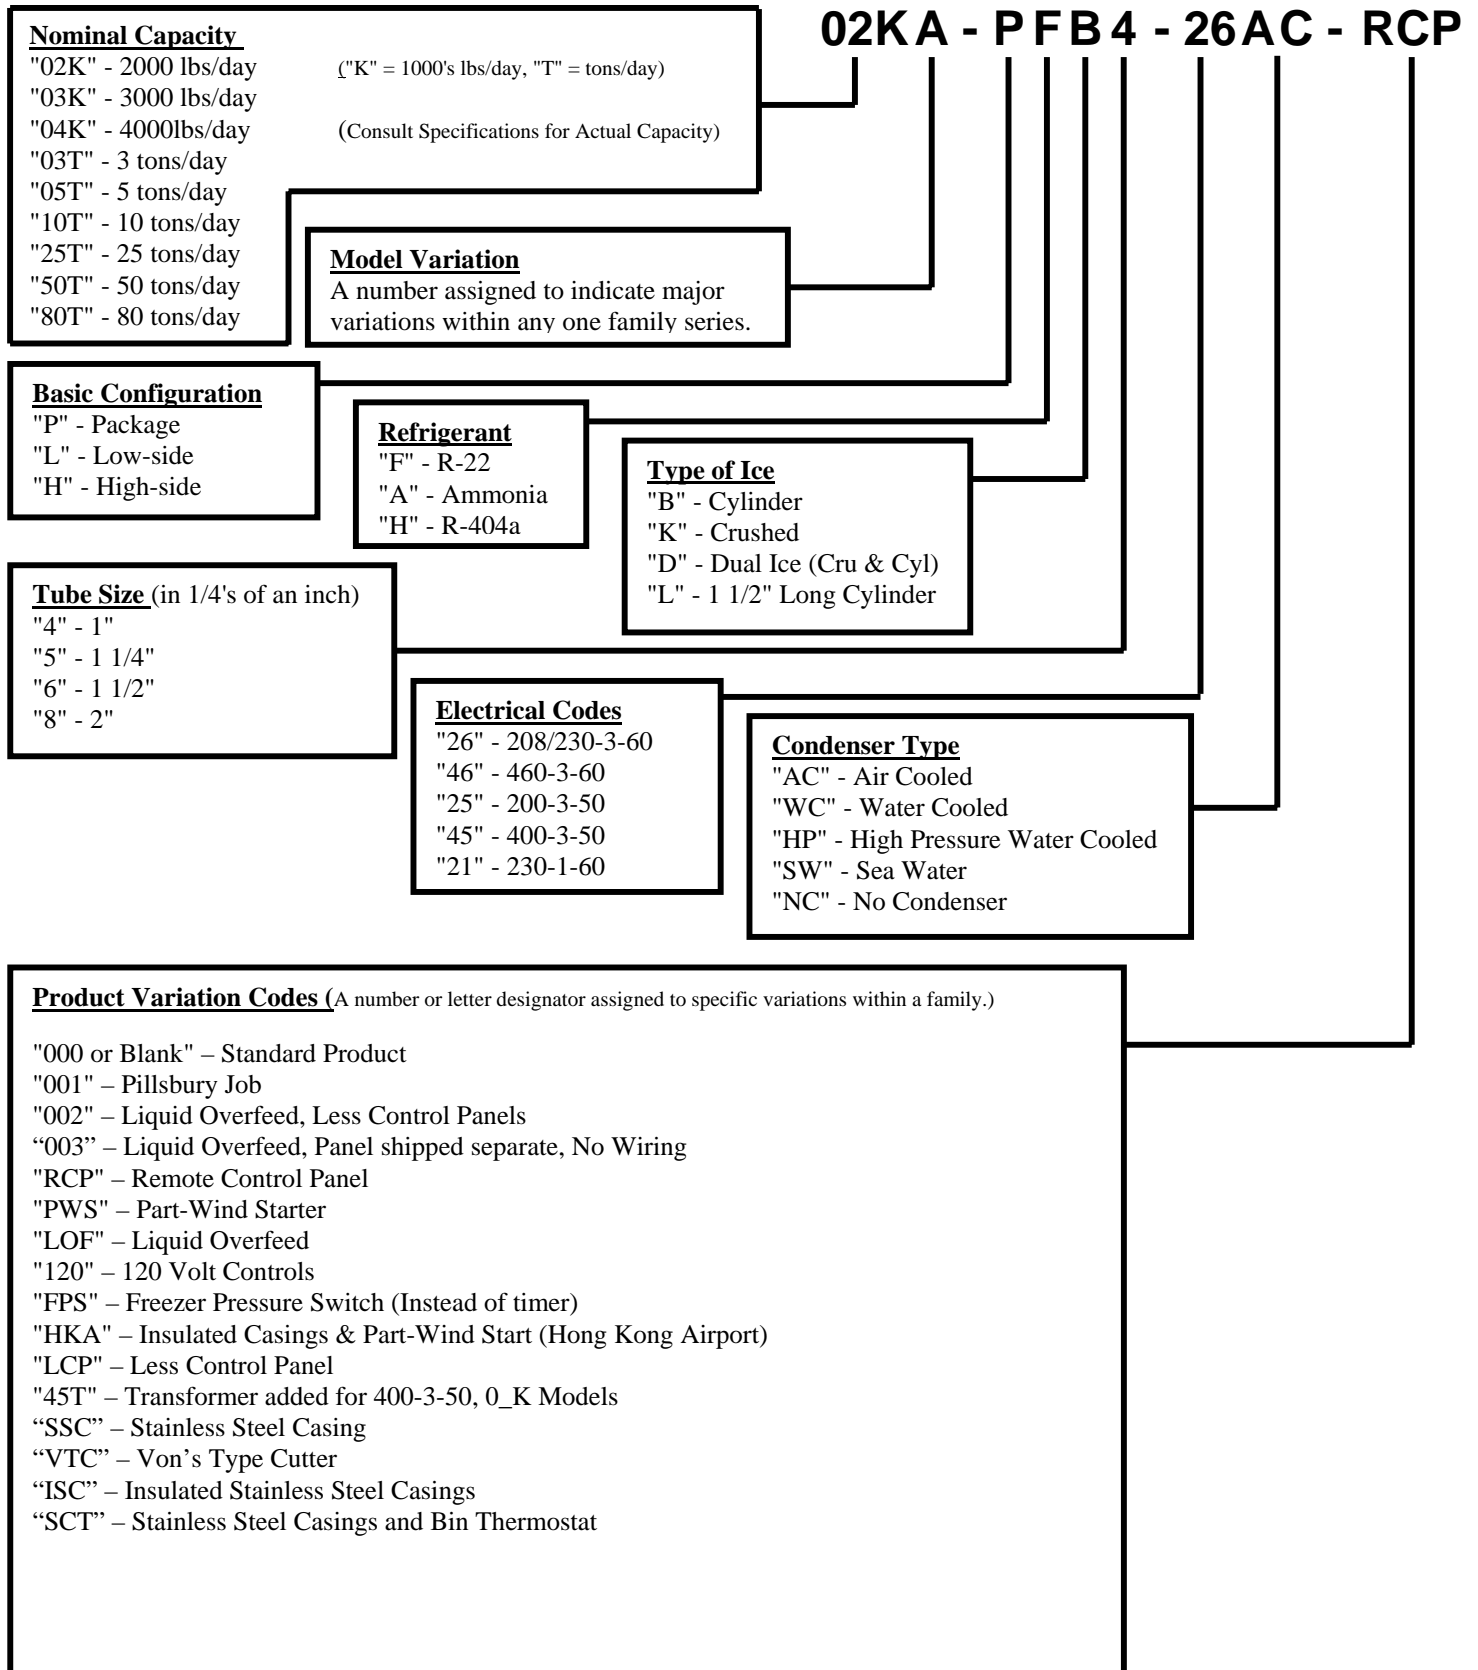 02KA - PFB4 - 26AC - RCP
Nominal Capacity
"02K" - 2000 lbs/day ("K" = 1000's lbs/day, "T" = tons/day)
"03K" - 3000 lbs/day
"04K" - 4000lbs/day (Consult Specifications for Actual Capacity)
"03T" - 3 tons/day
"05T" - 5 tons/day
"10T" - 10 tons/day
"25T" - 25 tons/day
"50T" - 50 tons/day
"80T" - 80 tons/day
Model Variation
A number assigned to indicate major
variations within any one family series.
Basic Configuration
"P" - Package
"L" - Low-side
"H" - High-side
Refrigerant
"F" - R-22
"A" - Ammonia
"H" - R-404a
Type of Ice
"B" - Cylinder
"K" - Crushed
"D" - Dual Ice (Cru & Cyl)
"L" - 1 1/2" Long Cylinder
Tube Size (in 1/4's of an inch)
"4" - 1"
"5" - 1 1/4"
"6" - 1 1/2"
"8" - 2"
Electrical Codes
"26" - 208/230-3-60
"46" - 460-3-60
"25" - 200-3-50
"45" - 400-3-50
"21" - 230-1-60
Condenser Type
"AC" - Air Cooled
"WC" - Water Cooled
"HP" - High Pressure Water Cooled
"SW" - Sea Water
"NC" - No Condenser
Product Variation Codes (A number or letter designator assigned to specific variations within a family.)
"000 or Blank" – Standard Product
"001" – Pillsbury Job
"002" – Liquid Overfeed, Less Control Panels
“003” – Liquid Overfeed, Panel shipped separate, No Wiring
"RCP" – Remote Control Panel
"PWS" – Part-Wind Starter
"LOF" – Liquid Overfeed
"120" – 120 Volt Controls
"FPS" – Freezer Pressure Switch (Instead of timer)
"HKA" – Insulated Casings & Part-Wind Start (Hong Kong Airport)
"LCP" – Less Control Panel
"45T" – Transformer added for 400-3-50, 0_K Models
“SSC” – Stainless Steel Casing
“VTC” – Von’s Type Cutter
“ISC” – Insulated Stainless Steel Casings
“SCT” – Stainless Steel Casings and Bin Thermostat